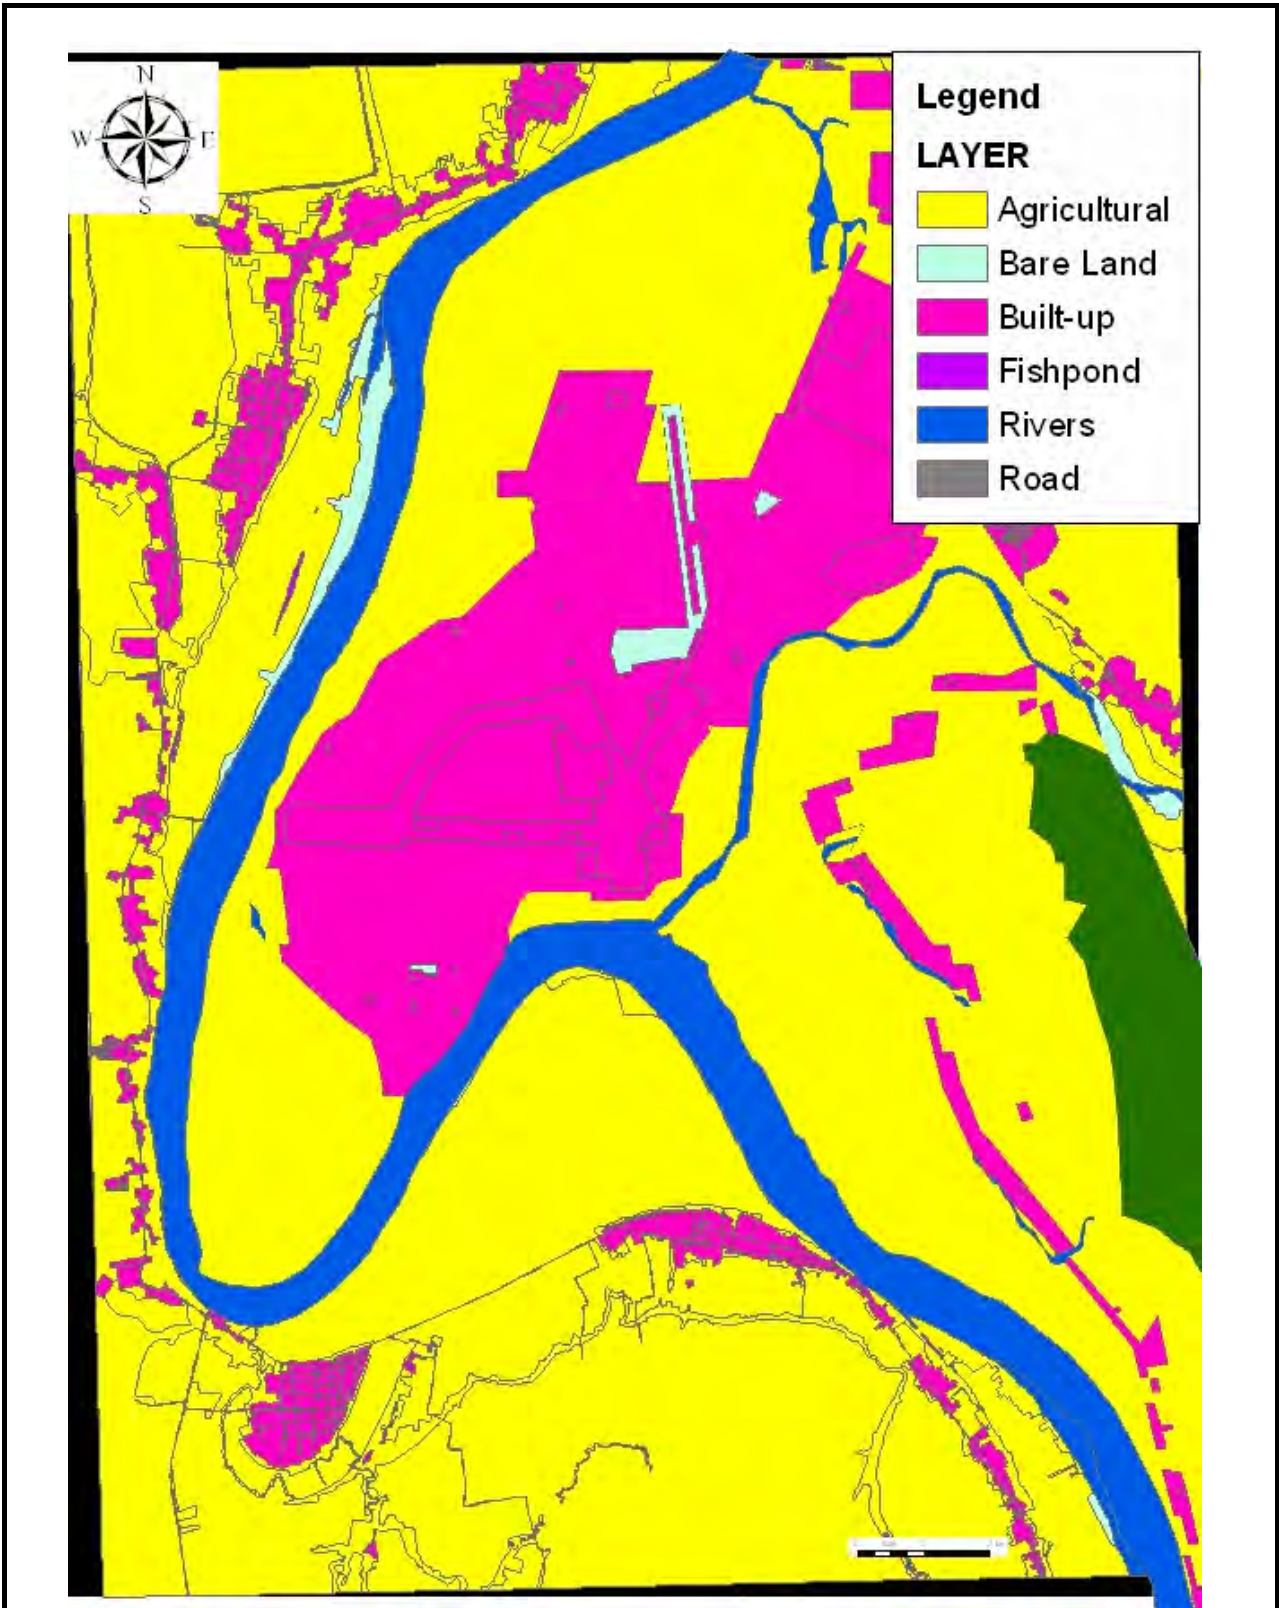 N
W E
S
Legend
LAYER
Agricultural
Bare Land
Built-up
Fishpond
Rivers
Road